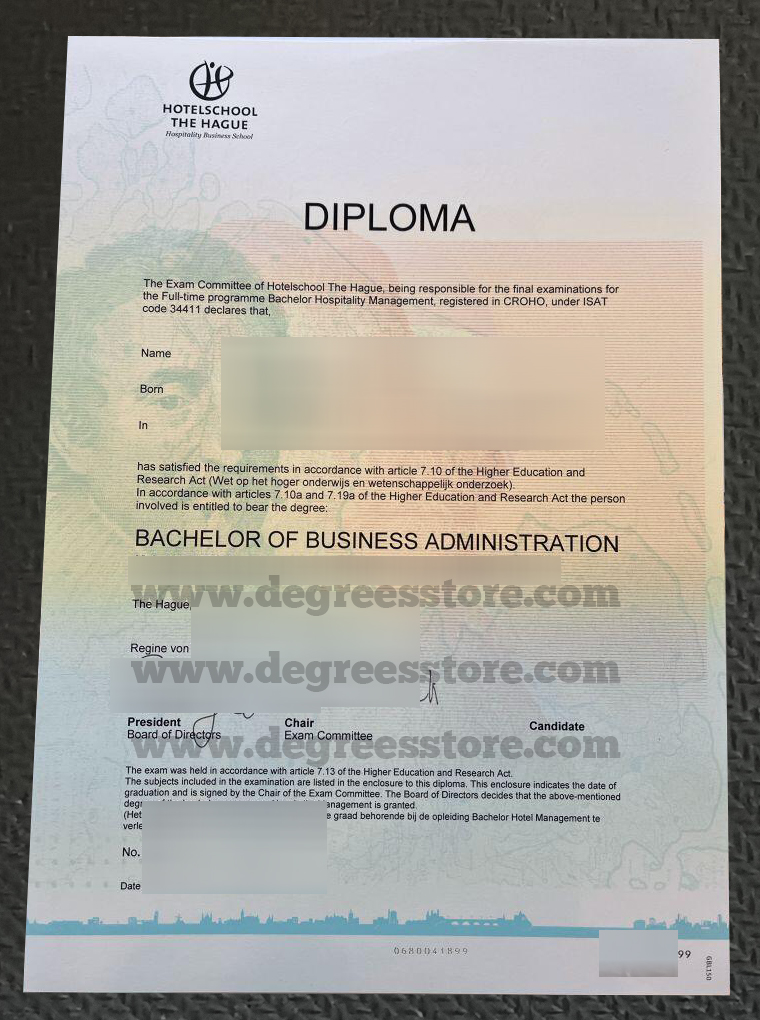 HOTELSCHOOL
THE HAGUE
Hospitality Business School
DIPLOMA
The Exam Committee of Hotelschool The Hague, being responsible for the final examinations for
the Full-time programme Bachelor Hospitality Management, registered in CROHO, under ISAT
code 34411 declares that,
Name
Born
In
has satisfied the requirements in accordance with article 7.10 of the Higher Education and
Research Act (Wet op het hoger onderwijs en wetenschappelijk onderzoek).
In accordance with articles 7.10a and 7.19a of the Higher Education and Research Act the person
involved is entitled to bear the degree:
BACHELOR OF BUSINESS ADMINISTRATION
www.degreesstore.com
The Hague,
Regine von
www.degreesstore.com
President Chair Candidate
Board of Directors Exam Committee
www.degreesstore.com
The exam was held in accordance with article 7.13 of the Higher Education and Research Act.
The subjects included in the examination are listed in the enclosure to this diploma. This enclosure indicates the date of
graduation and is signed by the Chair of the Exam Committee. The Board of Directors decides that the above-mentioned
is granted.
(Het graad behorende bij de opleiding Bachelor Hotel Management te
No.
Date
0680041899
99
GBL150